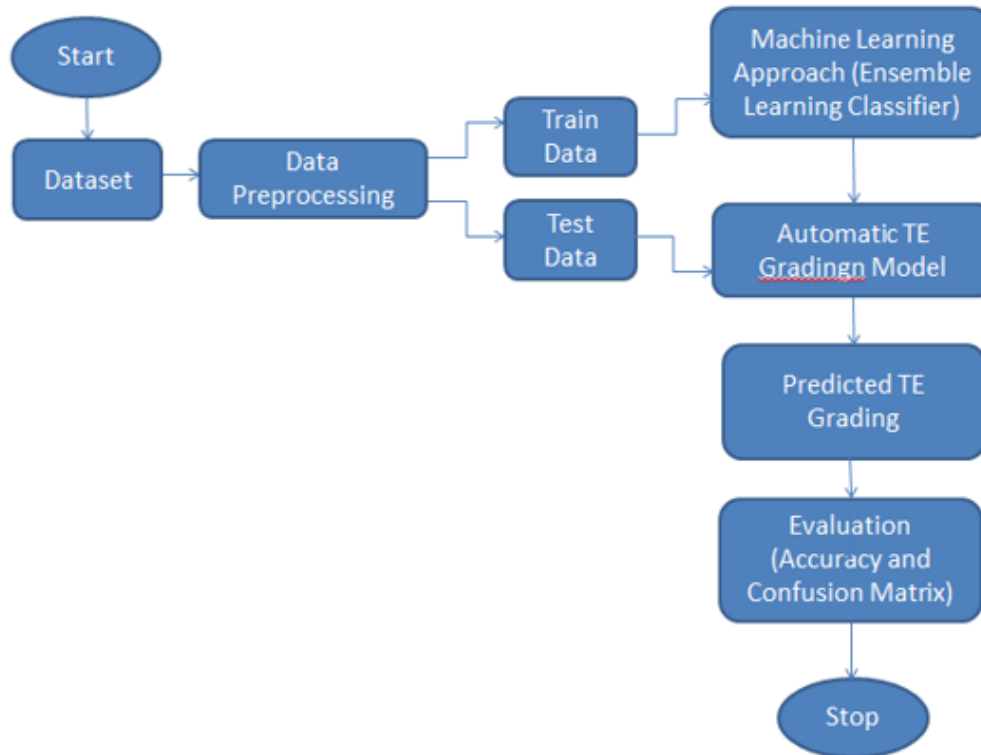 Start
Dataset
Data
Preprocessing
Train
Data
Test
Data
Machine Learning
Approach (Ensemble
Learning Classifier)
Automatic TE
Gradingn Model
Predicted TE
Grading
Evaluation
(Accuracy and
Confusion Matrix)
Stop